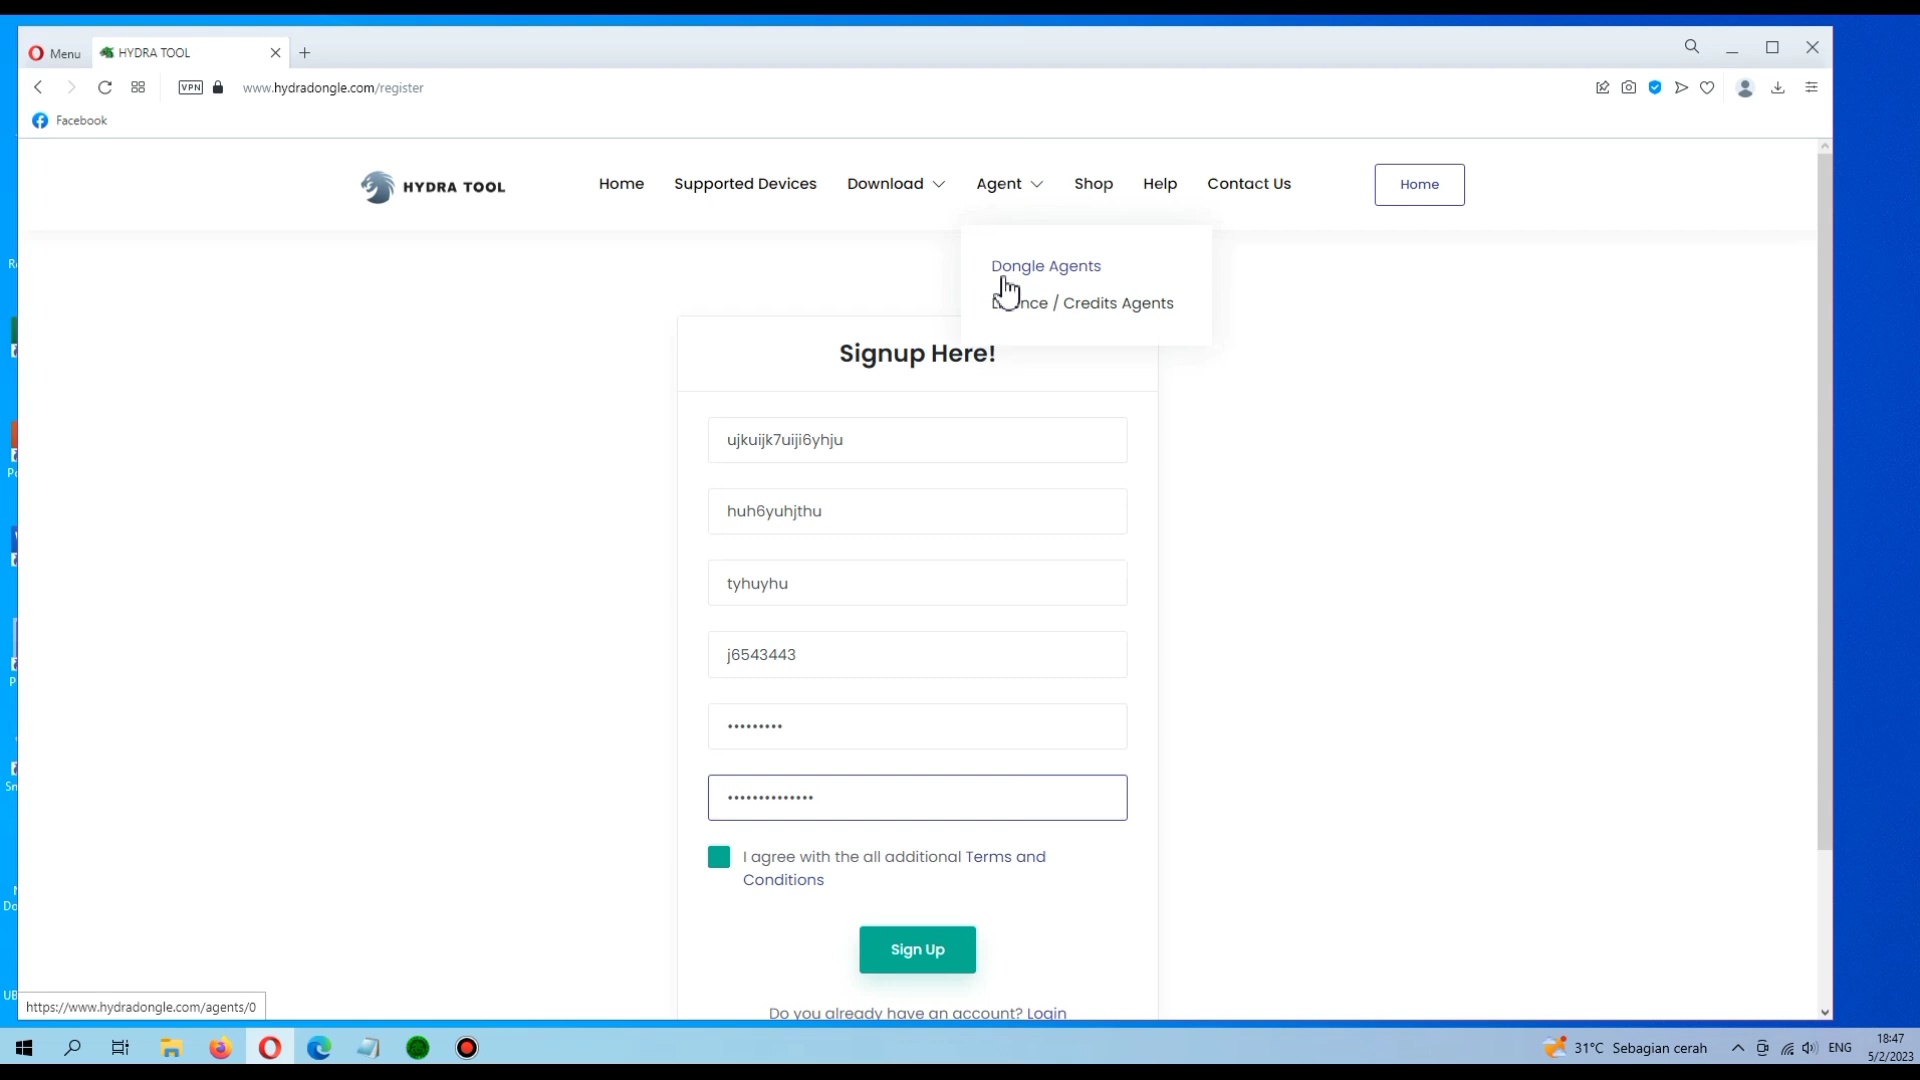 Menu
HYDRA TOOL
VPN
www.hydradongle.com/register
Facebook
HYDRA TOOL
Home
Supported Devices
Download
Agent
Shop
Help
Contact Us
Home
Dongle Agents
nce / Credits Agents
Signup Here!
ujkuijk7uiji6yhju
huh6yuhjthu
tyhuyhu
j6543443
•••••••••
••••••••••••••
I agree with the all additional Terms and
Conditions
Sign Up
Do you already have an account? Login
https://www.hydradongle.com/agents/0
31°C Sebagian cerah
ENG
18:47
5/2/2023